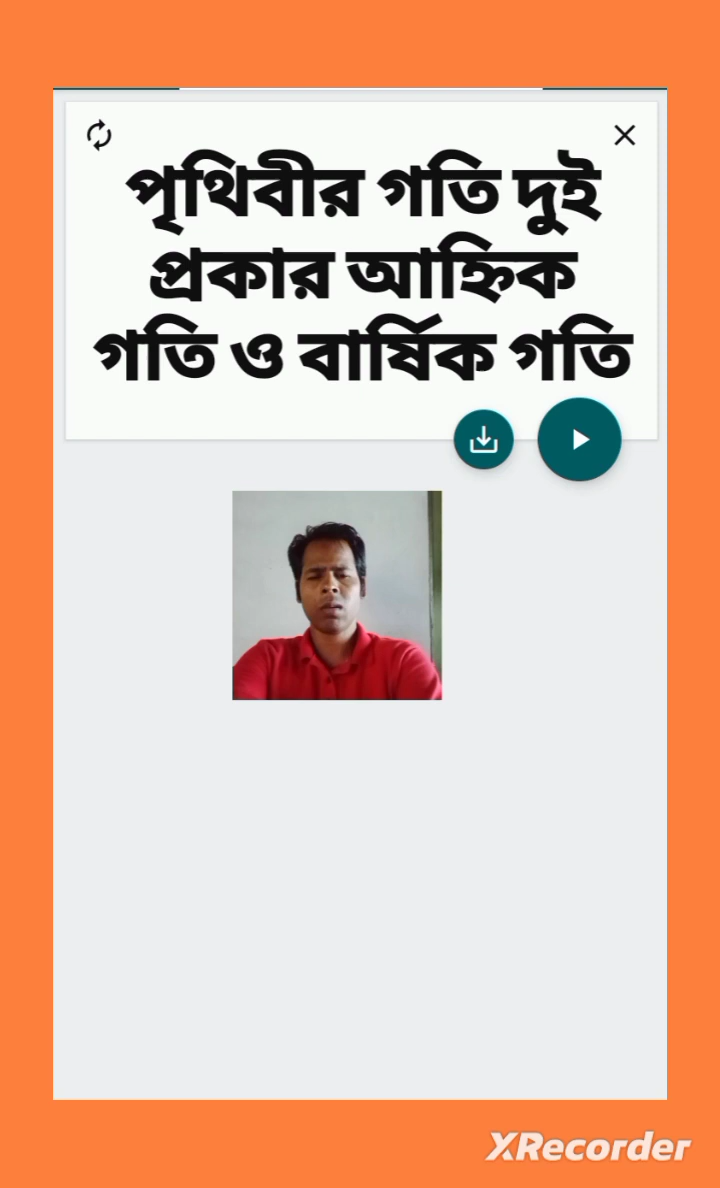 পৃথিবীর গতি দুই
প্রকার আহ্নিক
গতি ও বার্ষিক গতি
XRecorder